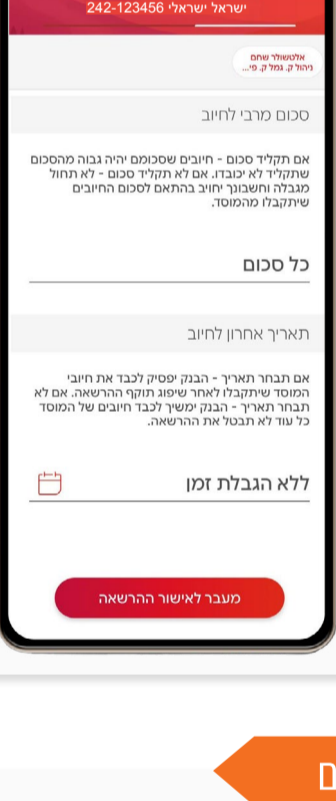 ישראל ישראלי 242-123456
אלטשולר שחם
ניהול ק. גמל ק. פי...
סכום מרבי לחיוב
אם תקליד סכום - חיובים שסכומם יהיה גבוה מהסכום
שתקליד לא יכובדו. אם לא תקליד סכום - לא תחול
מגבלה וחשבונך יחויב בהתאם לסכום החיובים
שיתקבלו מהמוסד.
כל סכום
תאריך אחרון לחיוב
אם תבחר תאריך - הבנק יפסיק לכבד את חיובי
המוסד שיתקבלו לאחר שיפוג תוקף ההרשאה. אם לא
תבחר תאריך - הבנק ימשיך לכבד חיובים של המוסד
כל עוד לא תבטל את ההרשאה.
ללא הגבלת זמן
מעבר לאישור ההרשאה